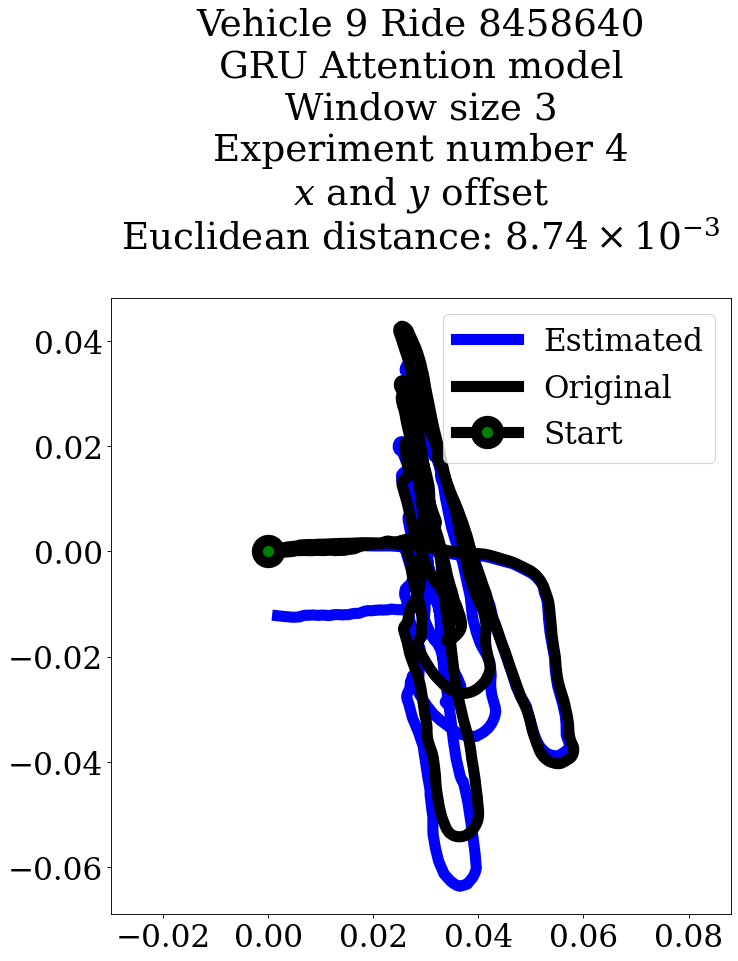 Vehicle 9 Ride 8458640
GRU Attention model
Window size 3
Experiment number 4
x and y offset
Euclidean distance: 8.74 × 10⁻³
Estimated
Original
Start
0.04
0.02
0.00
−0.02
−0.04
−0.06
−0.02 0.00 0.02 0.04 0.06 0.08